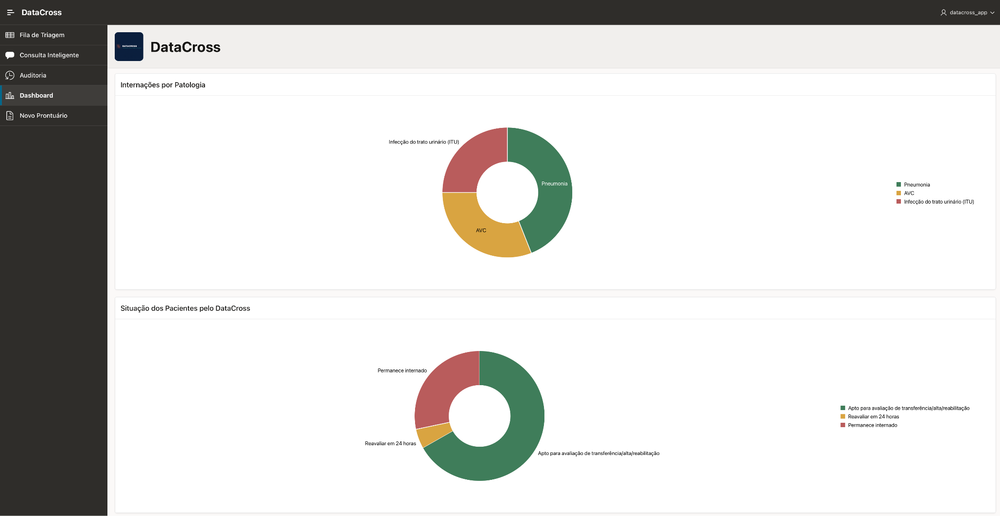 DataCross
datacross_app
Fila de Triagem
Consulta Inteligente
Auditoria
Dashboard
Novo Prontuário
DATACROSS
DataCross
Internações por Patologia
Infecção do trato urinário (ITU)
Pneumonia
AVC
Pneumonia
AVC
Infecção do trato urinário (ITU)
Situação dos Pacientes pelo DataCross
Permanece internado
Reavaliar em 24 horas
Apto para avaliação de transferência/alta/reabilitação
Apto para avaliação de transferência/alta/reabilitação
Reavaliar em 24 horas
Permanece internado